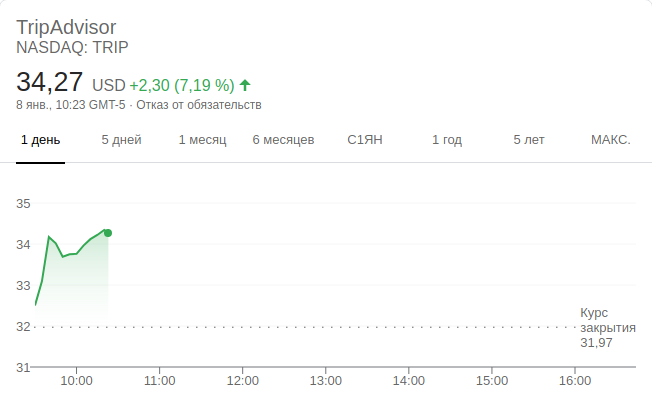 TripAdvisor
NASDAQ: TRIP
34,27 USD +2,30 (7,19 %)
8 янв., 10:23 GMT-5 · Отказ от обязательств
1 день 5 дней 1 месяц 6 месяцев С1ЯН 1 год 5 лет МАКС.
35
34
33
32
31
Курс
закрытия
31,97
10:00 11:00 12:00 13:00 14:00 15:00 16:00